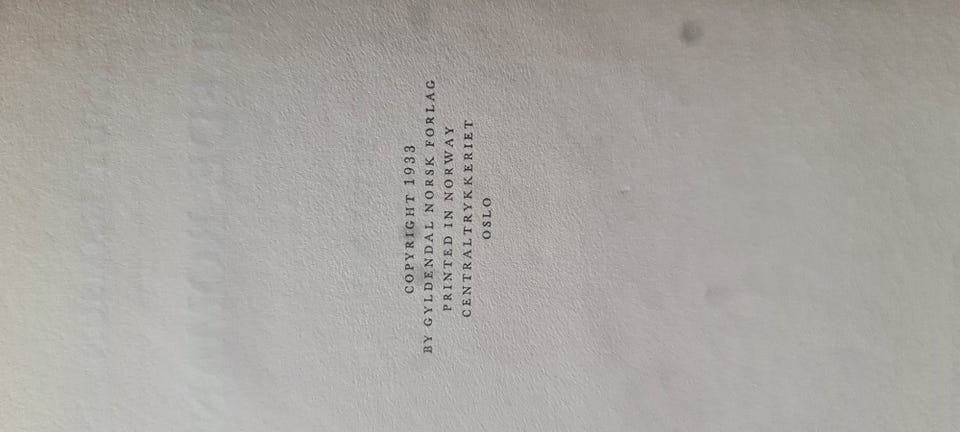 COPYRIGHT 1933
BY GYLDENDAL NORSK FORLAG
PRINTED IN NORWAY
CENTRALTRYKKERIET
OSLO